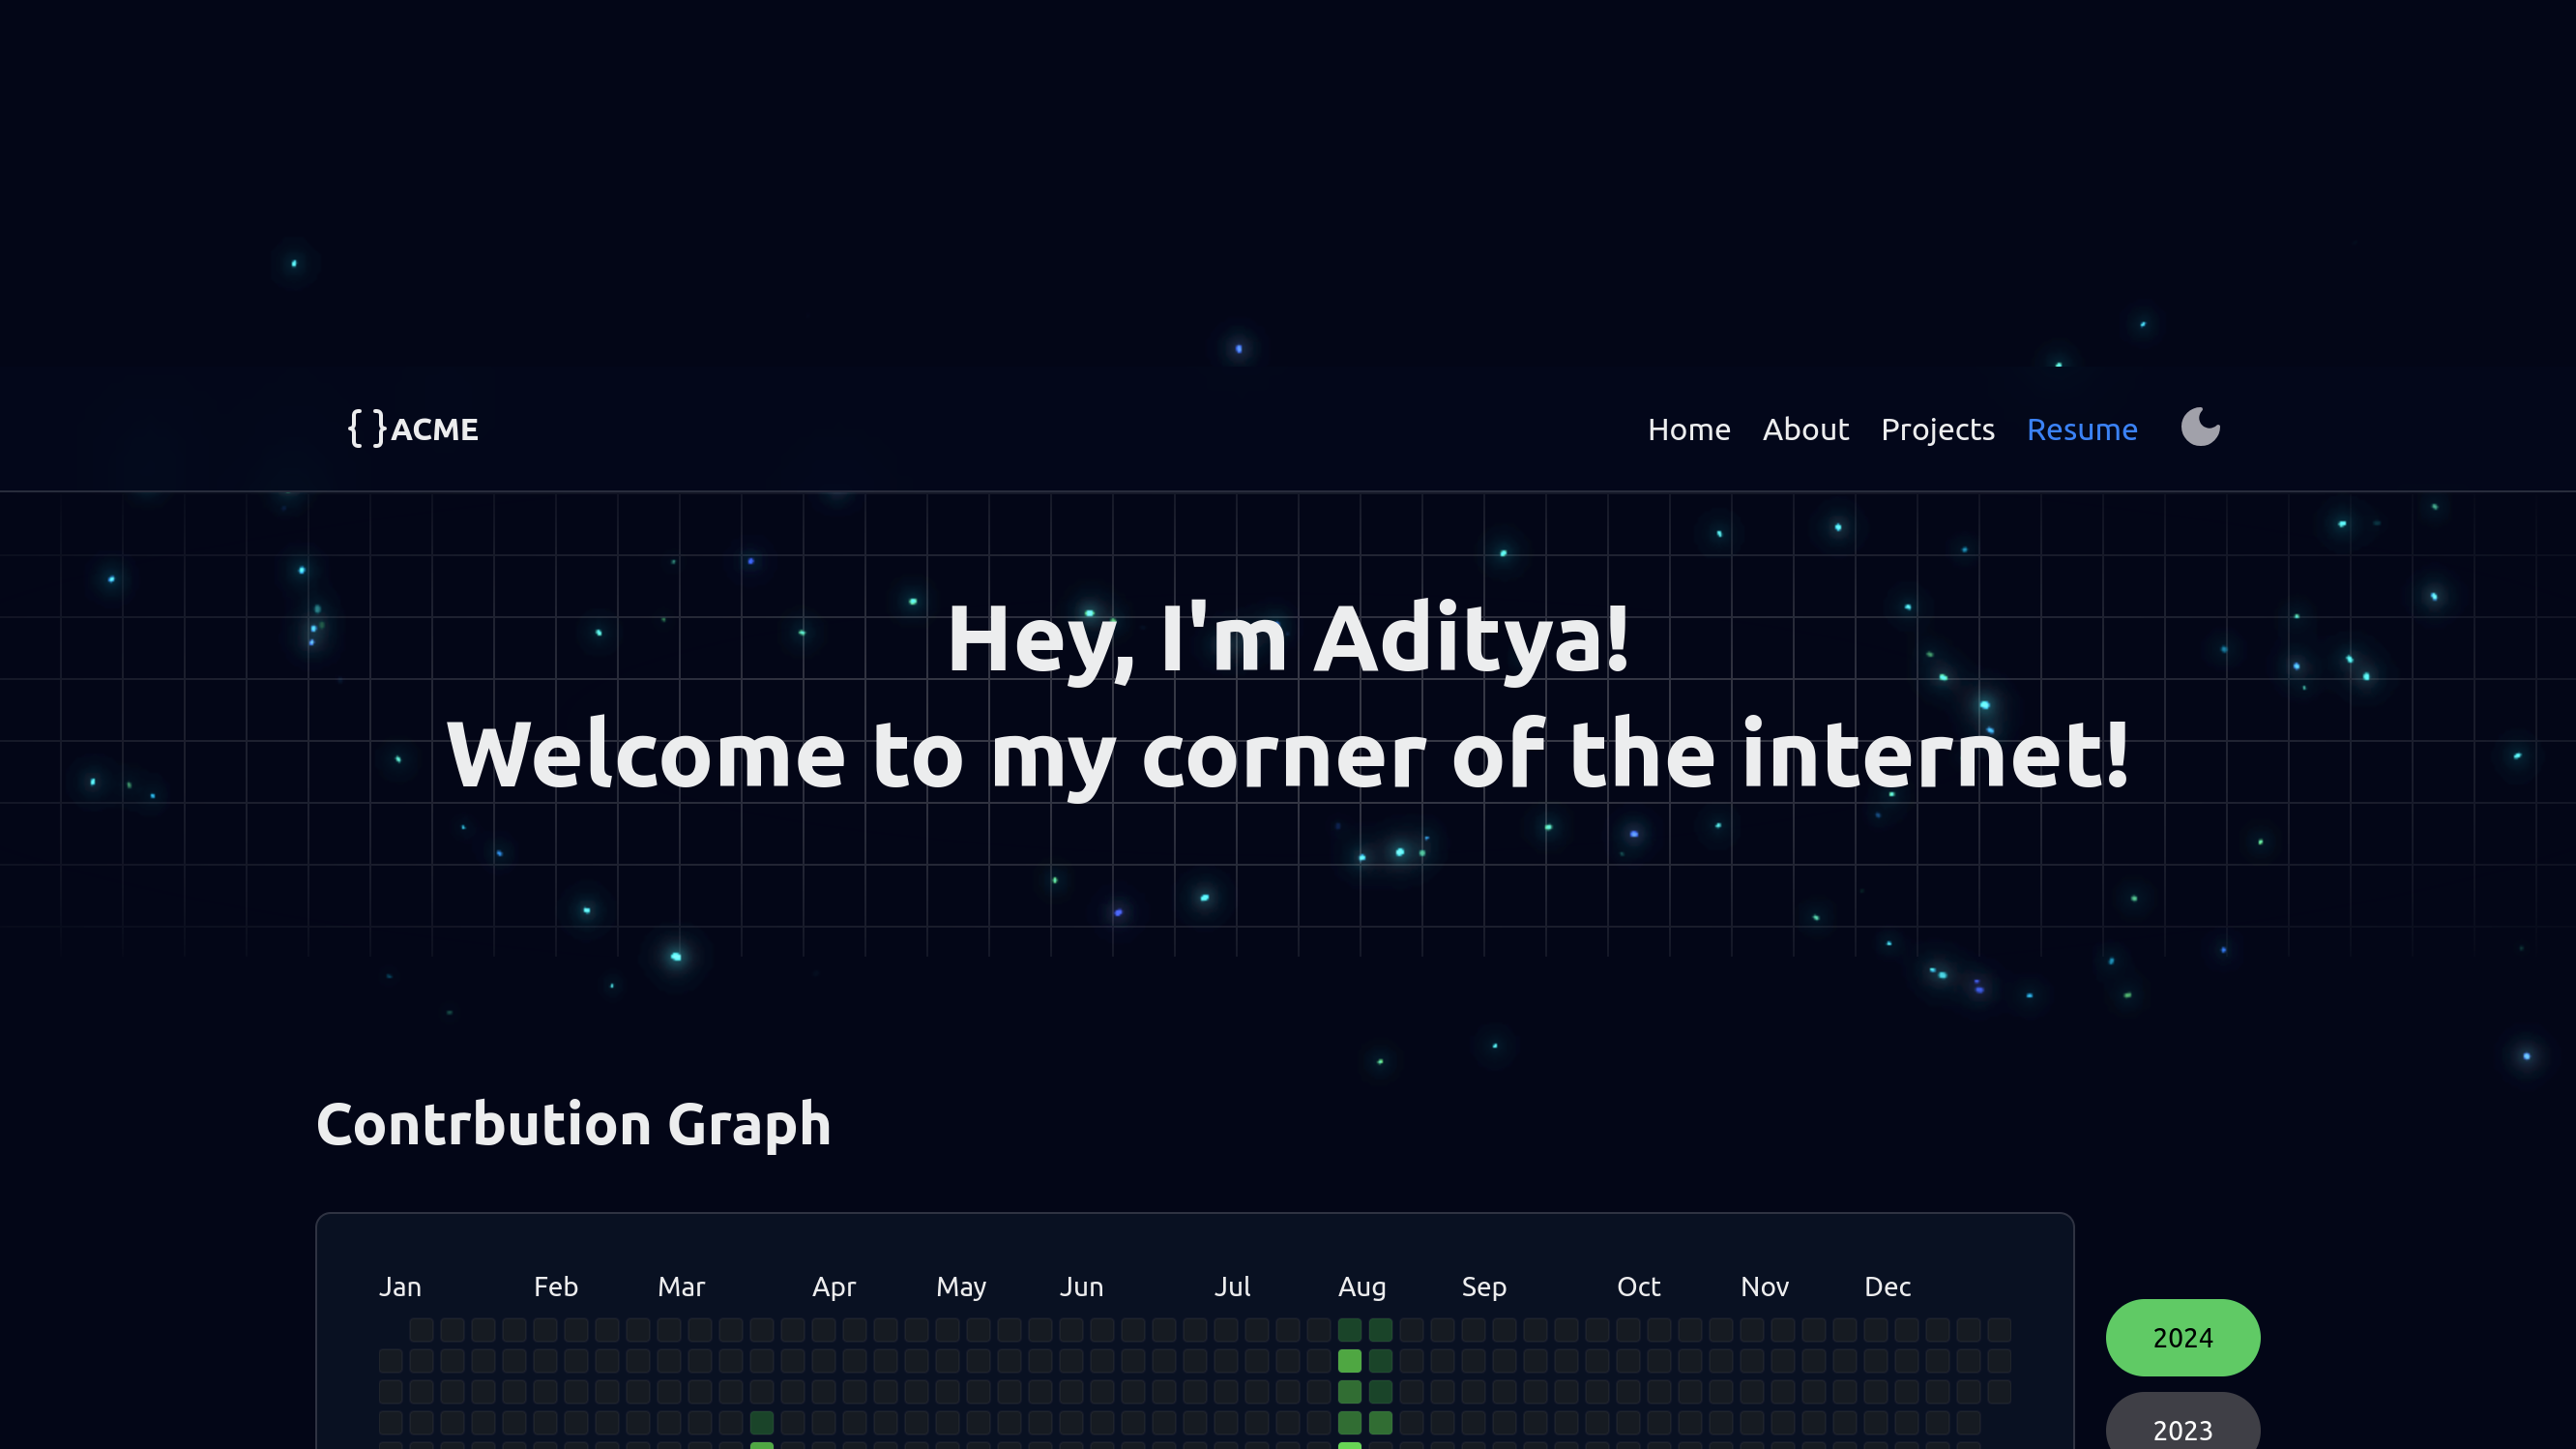 { } ACME
Home About Projects Resume
Hey, I'm Aditya!
Welcome to my corner of the internet!
Contrbution Graph
Jan Feb Mar Apr May Jun Jul Aug Sep Oct Nov Dec
2024
2023